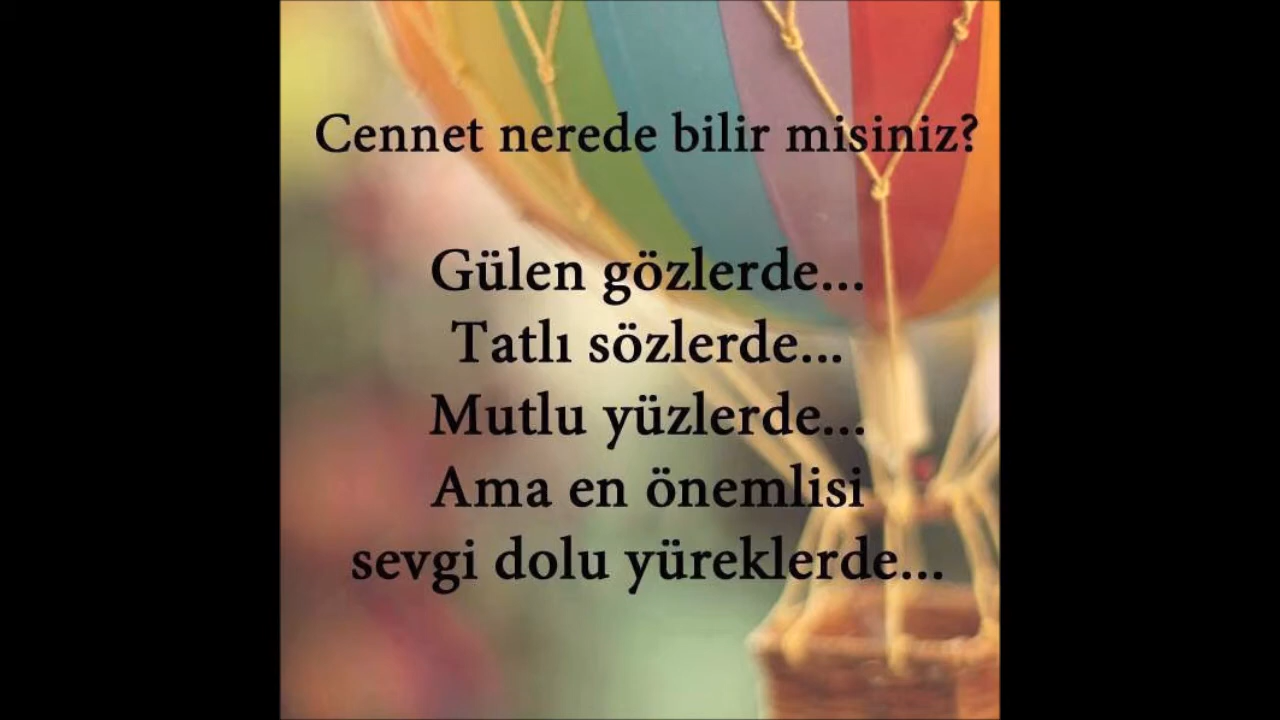 Cennet nerede bilir misiniz?
Gülen gözlerde...
Tatlı sözlerde...
Mutlu yüzlerde...
Ama en önemlisi
sevgi dolu yüreklerde...